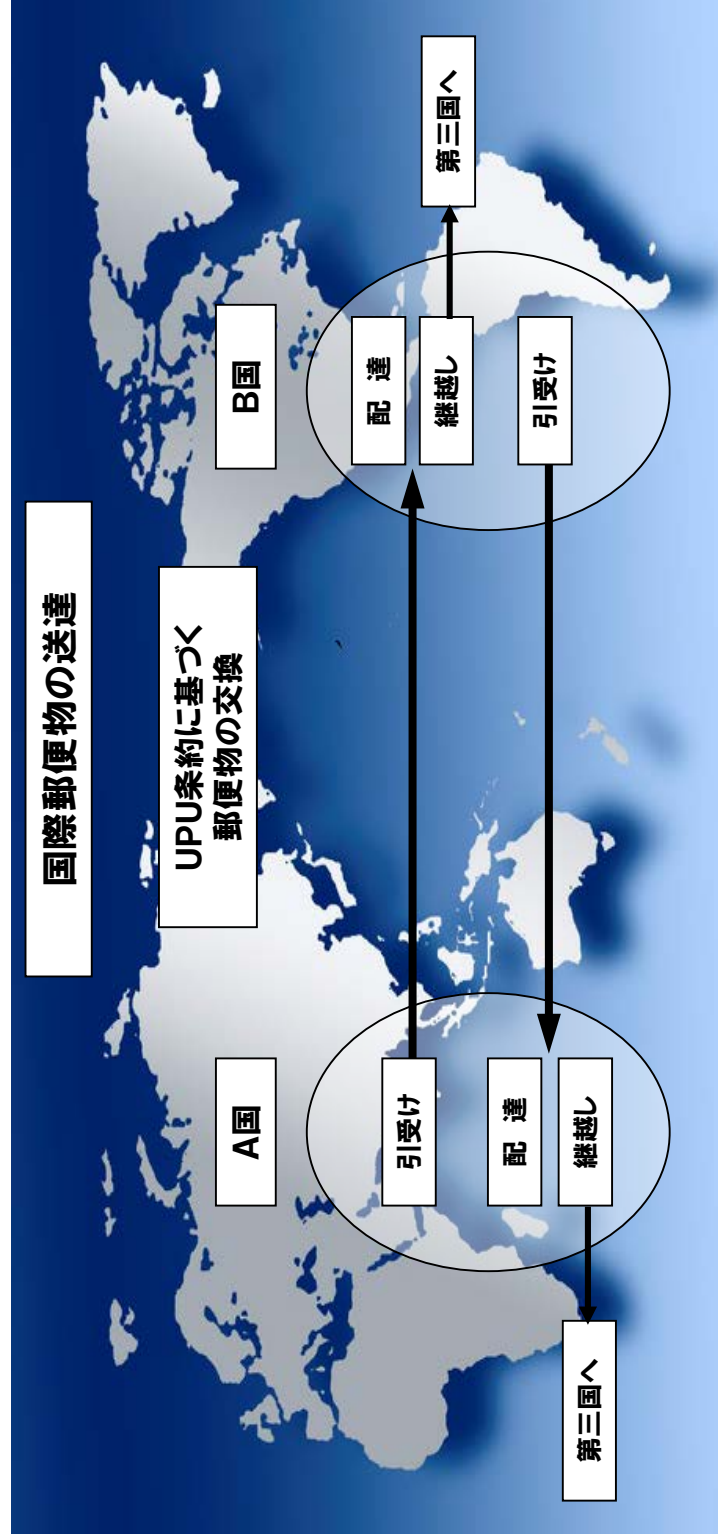 国際郵便物の送達
UPU条約に基づく
郵便物の交換
A国
引受け
配 達
継越し
第三国へ
B国
配 達
継越し
第三国へ
引受け